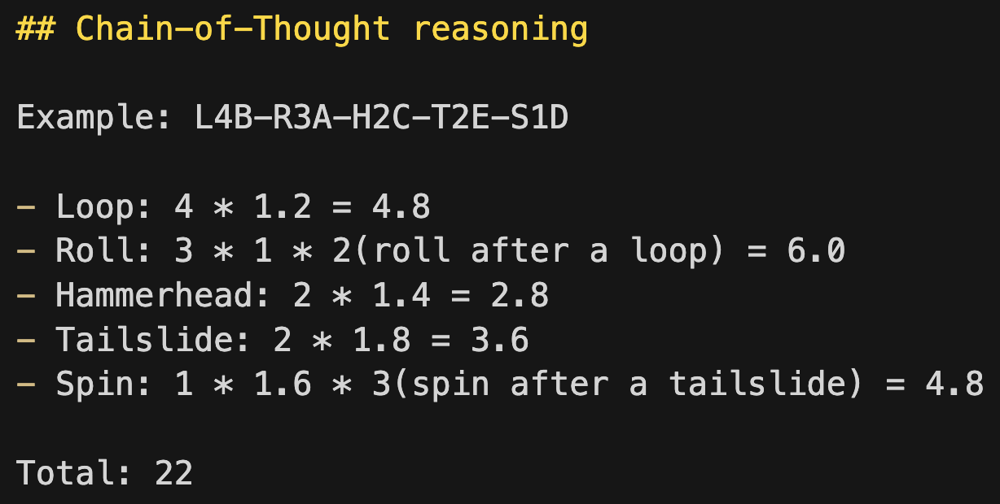 ## Chain-of-Thought reasoning
Example: L4B-R3A-H2C-T2E-S1D
- Loop: 4 * 1.2 = 4.8
- Roll: 3 * 1 * 2(roll after a loop) = 6.0
- Hammerhead: 2 * 1.4 = 2.8
- Tailslide: 2 * 1.8 = 3.6
- Spin: 1 * 1.6 * 3(spin after a tailslide) = 4.8
Total: 22